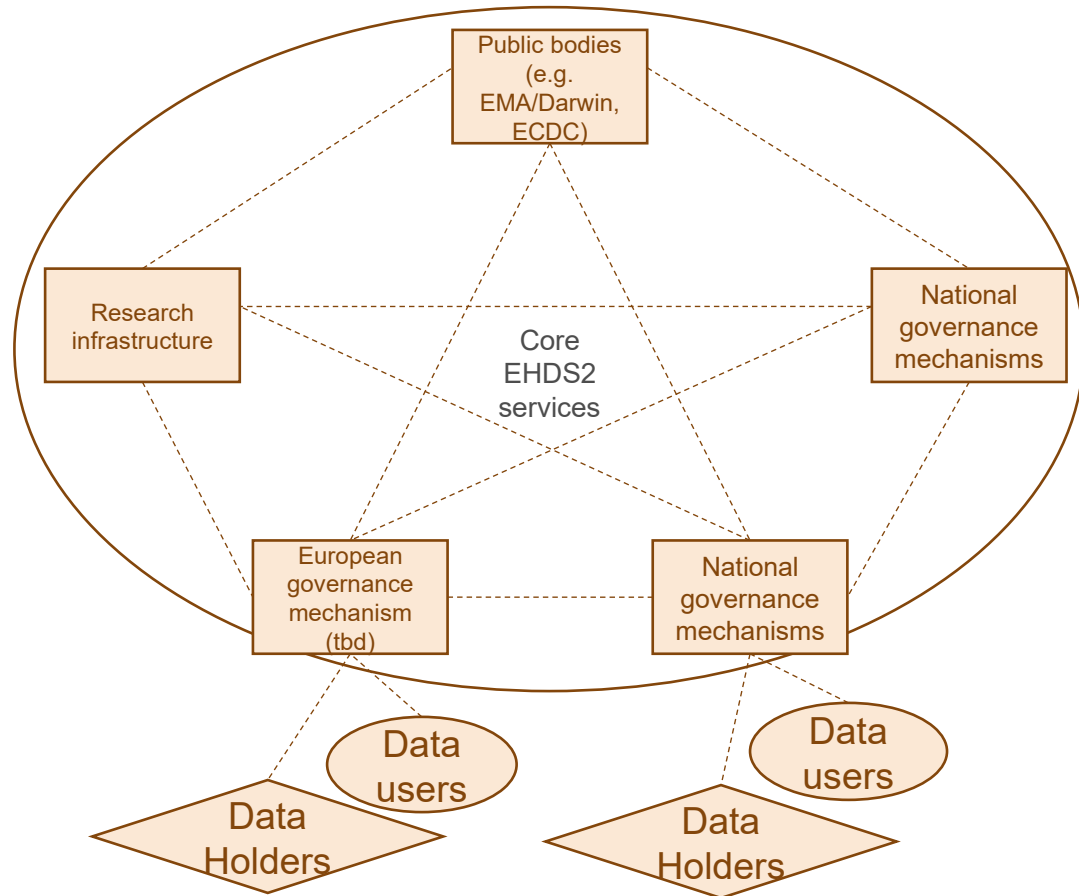 Public bodies
(e.g.
EMA/Darwin,
ECDC)
Research
infrastructure
National
governance
mechanisms
Core
EHDS2
services
European
governance
mechanism
(tbd)
National
governance
mechanisms
Data
users
Data
users
Data
Holders
Data
Holders